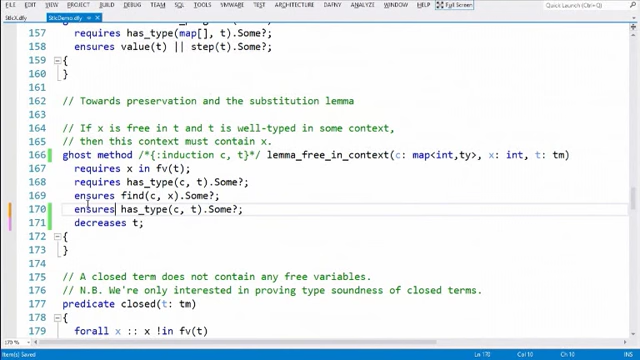 FILE EDIT VIEW PROJECT BUILD DEBUG TEAM SQL TOOLS TEST ARCHITECTURE DAFNY ANALYZE WINDOW HELP Full Screen Quick Launch (Ctrl+Q)
StlcDemo.dfy
157 requires has_type(map[], t).Some?;
158 ensures value(t) || step(t).Some?;
159 {
160 }
161
162 // Towards preservation and the substitution lemma
163
164 // If x is free in t and t is well-typed in some context,
165 // then this context must contain x.
166 ghost method /*{:induction c, t}*/ lemma_free_in_context(c: map<int,ty>, x: int, t: tm)
167 requires x in fv(t);
168 requires has_type(c, t).Some?;
169 ensures find(c, x).Some?;
170 ensures has_type(c, t).Some?;
171 decreases t;
172 {
173 }
174
175 // A closed term does not contain any free variables.
176 // N.B. We're only interested in proving type soundness of closed terms.
177 predicate closed(t: tm)
178 {
179 forall x :: x !in fv(t)
Item(s) Saved Ln 170 Col 10 Ch 10 INS